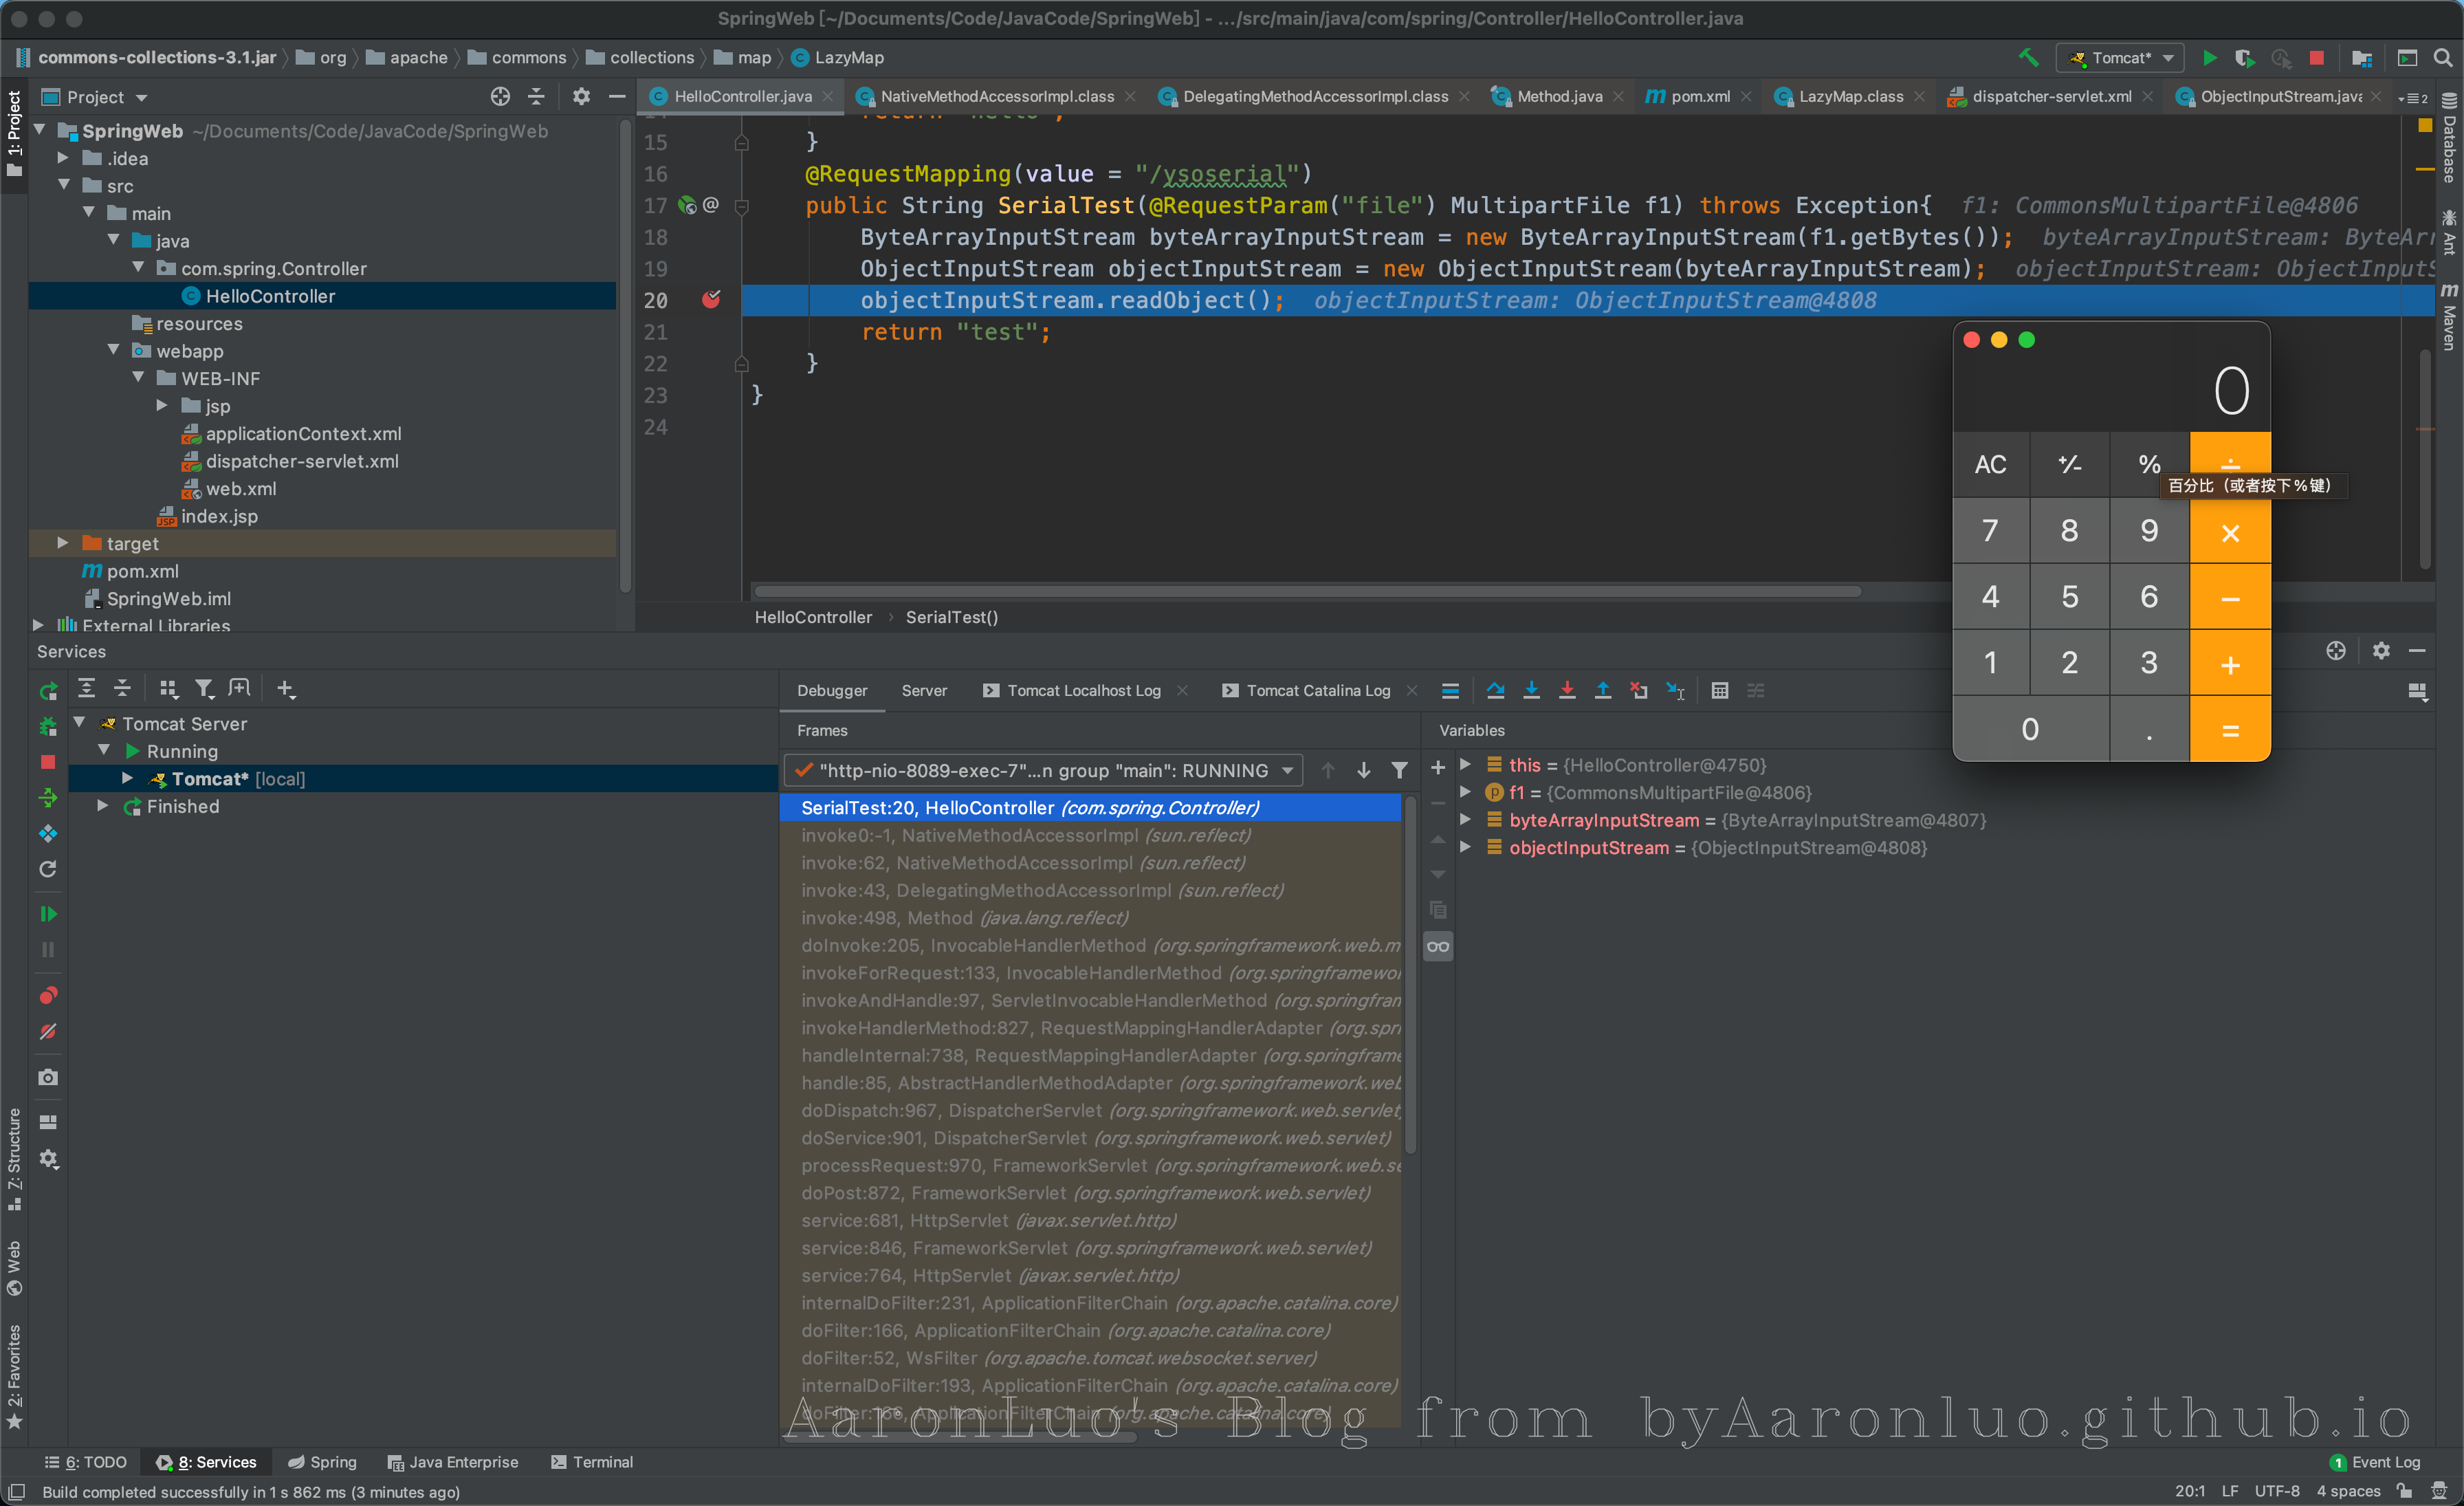 SpringWeb [~/Documents/Code/JavaCode/SpringWeb] - .../src/main/java/com/spring/Controller/HelloController.java
commons-collections-3.1.jar org apache commons collections map LazyMap
Tomcat*
1: Project
Project
SpringWeb ~/Documents/Code/JavaCode/SpringWeb
.idea
src
main
java
com.spring.Controller
HelloController
resources
webapp
WEB-INF
jsp
applicationContext.xml
dispatcher-servlet.xml
web.xml
index.jsp
target
pom.xml
SpringWeb.iml
External Libraries
HelloController.java NativeMethodAccessorImpl.class DelegatingMethodAccessorImpl.class Method.java pom.xml LazyMap.class dispatcher-servlet.xml ObjectInputStream.java 2
15 }
16 @RequestMapping(value = "/ysoserial")
17 @ public String SerialTest(@RequestParam("file") MultipartFile f1) throws Exception{ f1: CommonsMultipartFile@4806
18 ByteArrayInputStream byteArrayInputStream = new ByteArrayInputStream(f1.getBytes()); byteArrayInputStream: ByteArr
19 ObjectInputStream objectInputStream = new ObjectInputStream(byteArrayInputStream); objectInputStream: ObjectInputS
20 objectInputStream.readObject(); objectInputStream: ObjectInputStream@4808
21 return "test";
22 }
23 }
24
HelloController SerialTest()
Database
Ant
Maven
0
AC +/- % ÷
百分比（或者按下％键）
7 8 9 ×
4 5 6 −
1 2 3 +
0 . =
Services
Tomcat Server
Running
Tomcat* [local]
Finished
Debugger Server Tomcat Localhost Log Tomcat Catalina Log
Frames
"http-nio-8089-exec-7"...n group "main": RUNNING
SerialTest:20, HelloController (com.spring.Controller)
invoke0:-1, NativeMethodAccessorImpl (sun.reflect)
invoke:62, NativeMethodAccessorImpl (sun.reflect)
invoke:43, DelegatingMethodAccessorImpl (sun.reflect)
invoke:498, Method (java.lang.reflect)
doInvoke:205, InvocableHandlerMethod (org.springframework.web.m
invokeForRequest:133, InvocableHandlerMethod (org.springframewor
invokeAndHandle:97, ServletInvocableHandlerMethod (org.springfran
invokeHandlerMethod:827, RequestMappingHandlerAdapter (org.spri
handleInternal:738, RequestMappingHandlerAdapter (org.springframe
handle:85, AbstractHandlerMethodAdapter (org.springframework.web
doDispatch:967, DispatcherServlet (org.springframework.web.servlet
doService:901, DispatcherServlet (org.springframework.web.servlet)
processRequest:970, FrameworkServlet (org.springframework.web.se
doPost:872, FrameworkServlet (org.springframework.web.servlet)
service:681, HttpServlet (javax.servlet.http)
service:846, FrameworkServlet (org.springframework.web.servlet)
service:764, HttpServlet (javax.servlet.http)
internalDoFilter:231, ApplicationFilterChain (org.apache.catalina.core)
doFilter:166, ApplicationFilterChain (org.apache.catalina.core)
doFilter:52, WsFilter (org.apache.tomcat.websocket.server)
internalDoFilter:193, ApplicationFilterChain (org.apache.catalina.core)
doFilter:166, ApplicationFilterChain (org.apache.catalina.core)
Variables
this = {HelloController@4750}
f1 = {CommonsMultipartFile@4806}
byteArrayInputStream = {ByteArrayInputStream@4807}
objectInputStream = {ObjectInputStream@4808}
AaronLuo's Blog from byAaronluo.github.io
7: Structure
Web
2: Favorites
6: TODO 8: Services Spring Java Enterprise Terminal 1 Event Log
Build completed successfully in 1 s 862 ms (3 minutes ago) 20:1 LF UTF-8 4 spaces